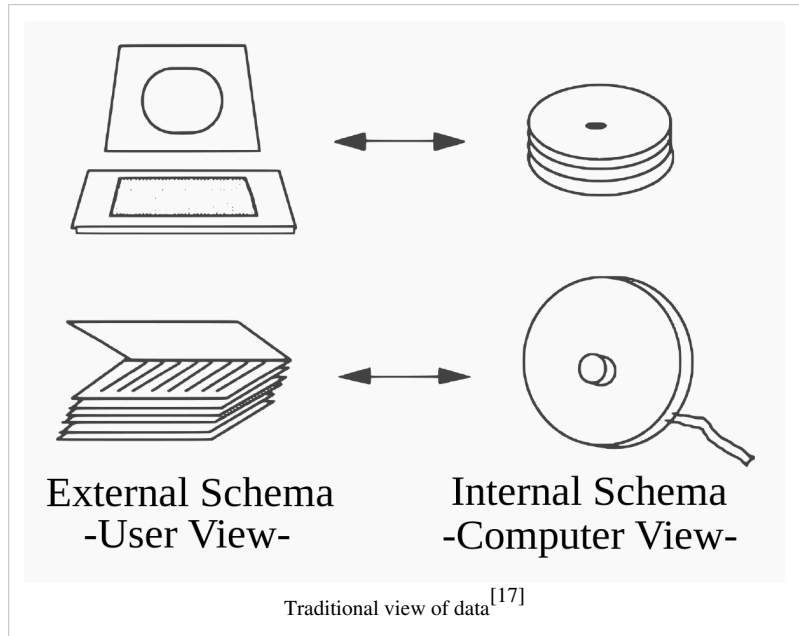 External Schema
-User View-
Internal Schema
-Computer View-
Traditional view of data[17]